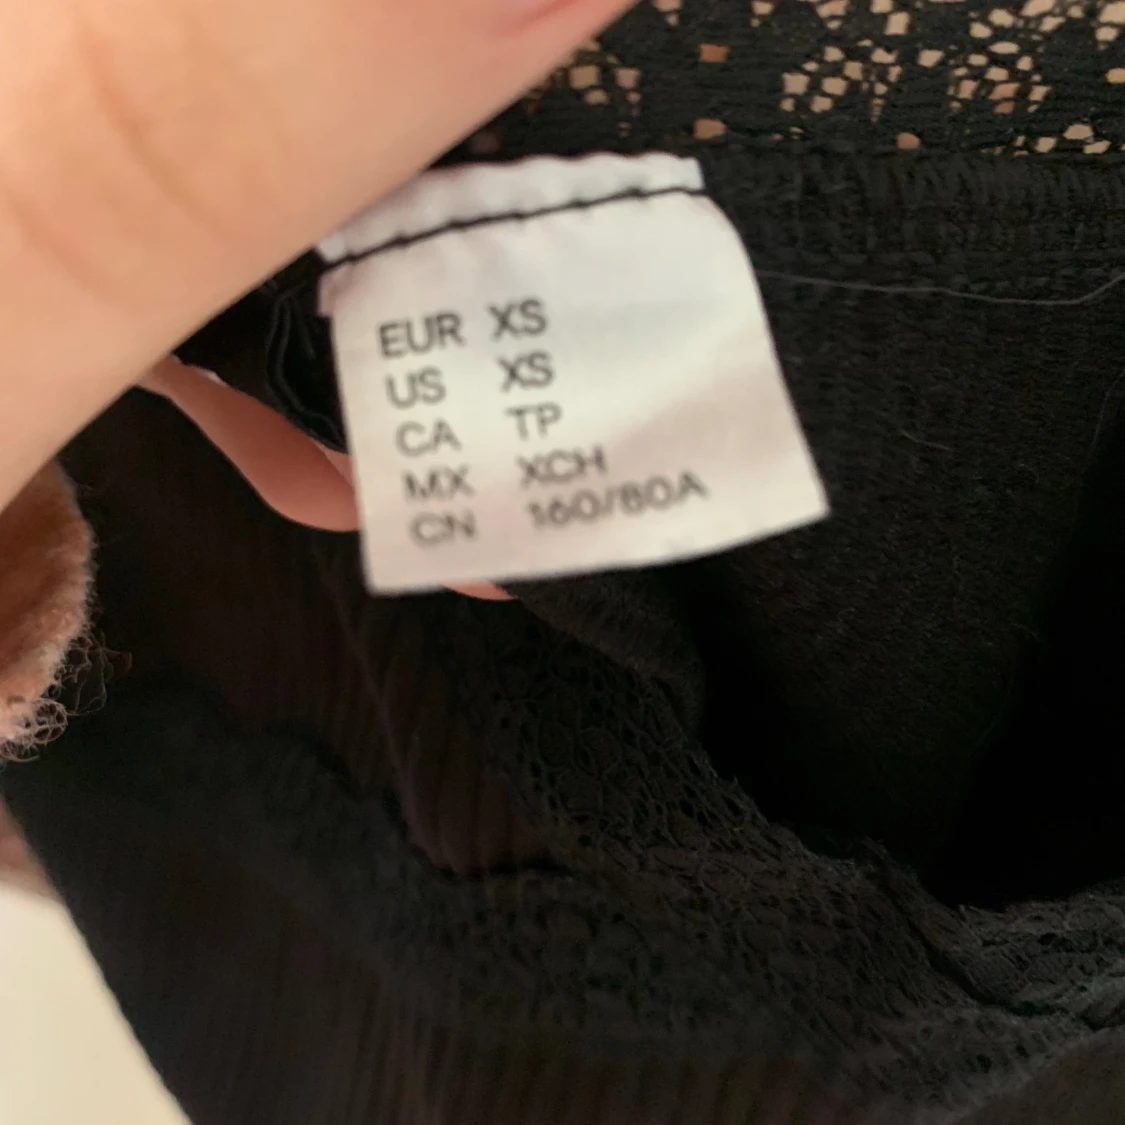 EUR XS
US XS
CA TP
MX XCH
CN 160/80A